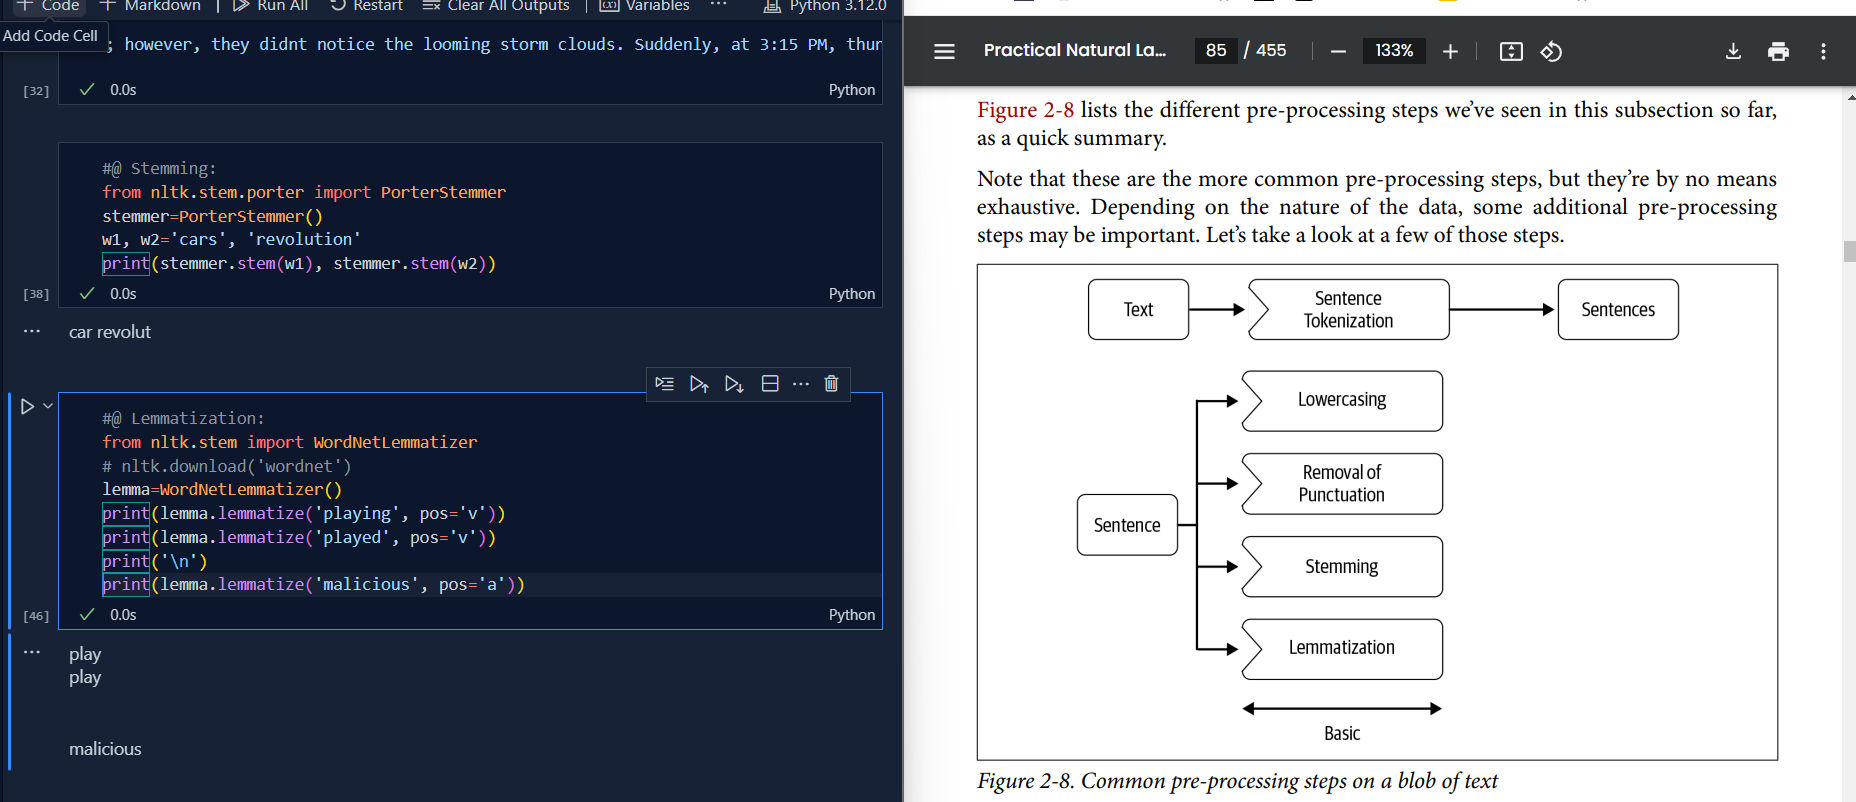 Code
Markdown
Run All
Restart
Clear All Outputs
Variables
...
Python 3.12.0
Add Code Cell
; however, they didnt notice the looming storm clouds. Suddenly, at 3:15 PM, thur
[32]
0.0s
Python
#@ Stemming:
from nltk.stem.porter import PorterStemmer
stemmer=PorterStemmer()
w1, w2='cars', 'revolution'
print(stemmer.stem(w1), stemmer.stem(w2))
[38]
0.0s
Python
car revolut
#@ Lemmatization:
from nltk.stem import WordNetLemmatizer
# nltk.download('wordnet')
lemma=WordNetLemmatizer()
print(lemma.lemmatize('playing', pos='v'))
print(lemma.lemmatize('played', pos='v'))
print('\n')
print(lemma.lemmatize('malicious', pos='a'))
[46]
0.0s
Python
play
play
malicious
Practical Natural La...
85 / 455
133%
Figure 2-8 lists the different pre-processing steps we've seen in this subsection so far,
as a quick summary.
Note that these are the more common pre-processing steps, but they're by no means
exhaustive. Depending on the nature of the data, some additional pre-processing
steps may be important. Let's take a look at a few of those steps.
Text
Sentence
Tokenization
Sentences
Lowercasing
Removal of
Punctuation
Sentence
Stemming
Lemmatization
Basic
Figure 2-8. Common pre-processing steps on a blob of text